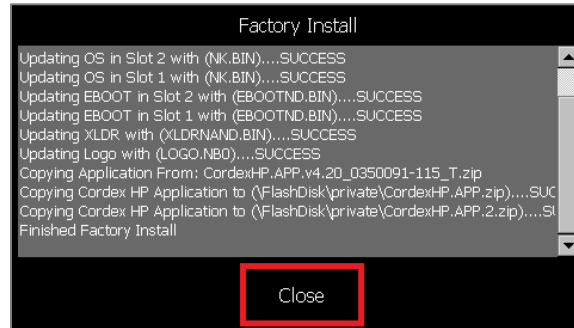 Factory Install
Updating OS in Slot 2 with (NK.BIN)....SUCCESS
Updating OS in Slot 1 with (NK.BIN)....SUCCESS
Updating EBOOT in Slot 2 with (EBOOTND.BIN)....SUCCESS
Updating EBOOT in Slot 1 with (EBOOTND.BIN)....SUCCESS
Updating XLDR with (XLDRNAND.BIN)....SUCCESS
Updating Logo with (LOGO.NB0)....SUCCESS
Copying Application From: CordexHP.APP.v4.20_0350091-115_T.zip
Copying Cordex HP Application to (\FlashDisk\private\CordexHP.APP.zip)....SUC
Copying Cordex HP Application to (\FlashDisk\private\CordexHP.APP.2.zip)....SU
Finished Factory Install
Close